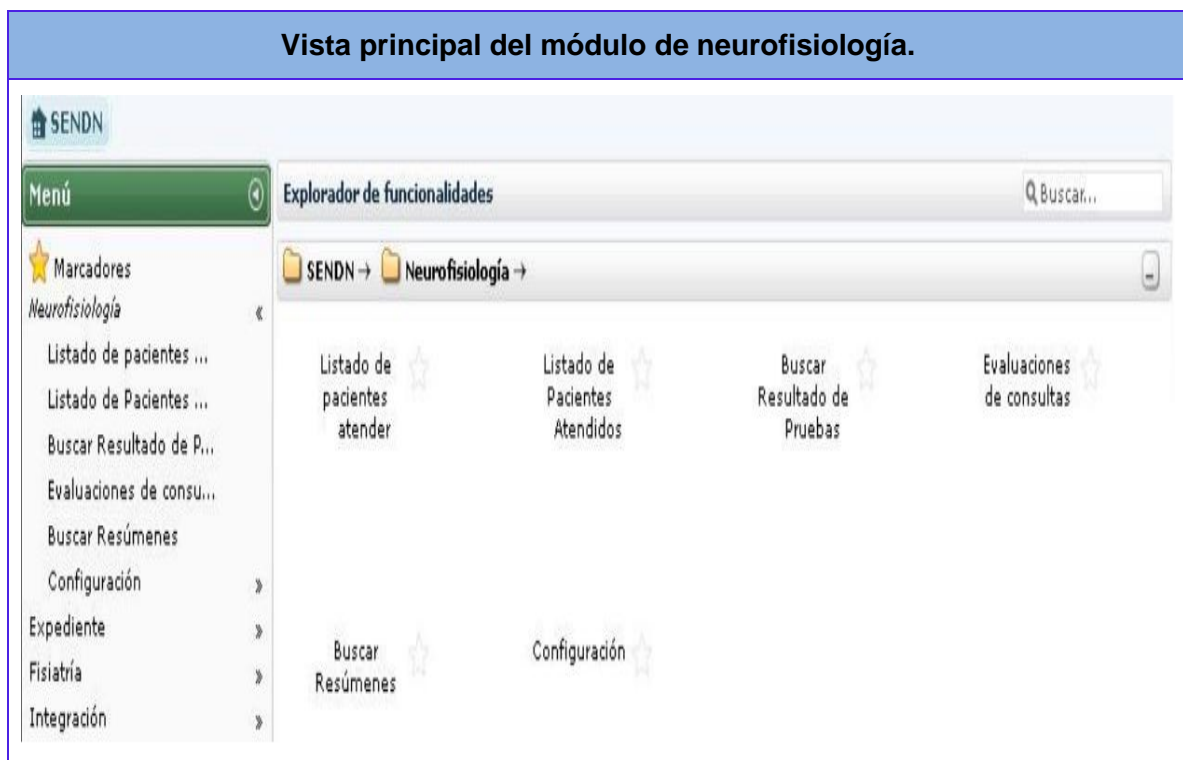 Vista principal del módulo de neurofisiología.
SENDN
Menú
Explorador de funcionalidades
Buscar...
Marcadores
SENDN → Neurofisiología →
Neurofisiología «
Listado de pacientes ...
Listado de Pacientes ...
Buscar Resultado de P...
Evaluaciones de consu...
Buscar Resúmenes
Configuración »
Expediente »
Fisiatría »
Integración »
Listado de
pacientes
atender
Listado de
Pacientes
Atendidos
Buscar
Resultado de
Pruebas
Evaluaciones
de consultas
Buscar
Resúmenes
Configuración